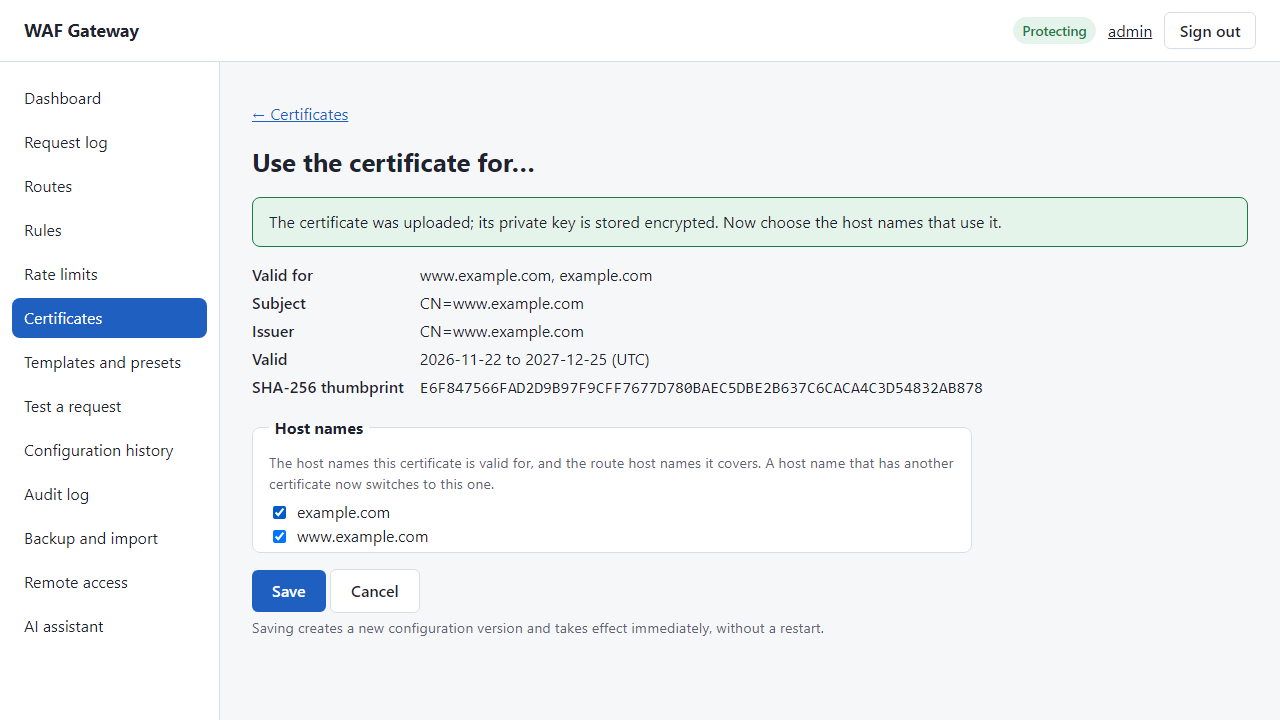 WAF Gateway
Protecting
admin
Sign out
Dashboard
Request log
Routes
Rules
Rate limits
Certificates
Templates and presets
Test a request
Configuration history
Audit log
Backup and import
Remote access
AI assistant
← Certificates
Use the certificate for…
The certificate was uploaded; its private key is stored encrypted. Now choose the host names that use it.
Valid for www.example.com, example.com
Subject CN=www.example.com
Issuer CN=www.example.com
Valid 2026-11-22 to 2027-12-25 (UTC)
SHA-256 thumbprint E6F847566FAD2D9B97F9CFF7677D780BAEC5DBE2B637C6CACA4C3D54832AB878
Host names
The host names this certificate is valid for, and the route host names it covers. A host name that has another
certificate now switches to this one.
example.com
www.example.com
Save
Cancel
Saving creates a new configuration version and takes effect immediately, without a restart.